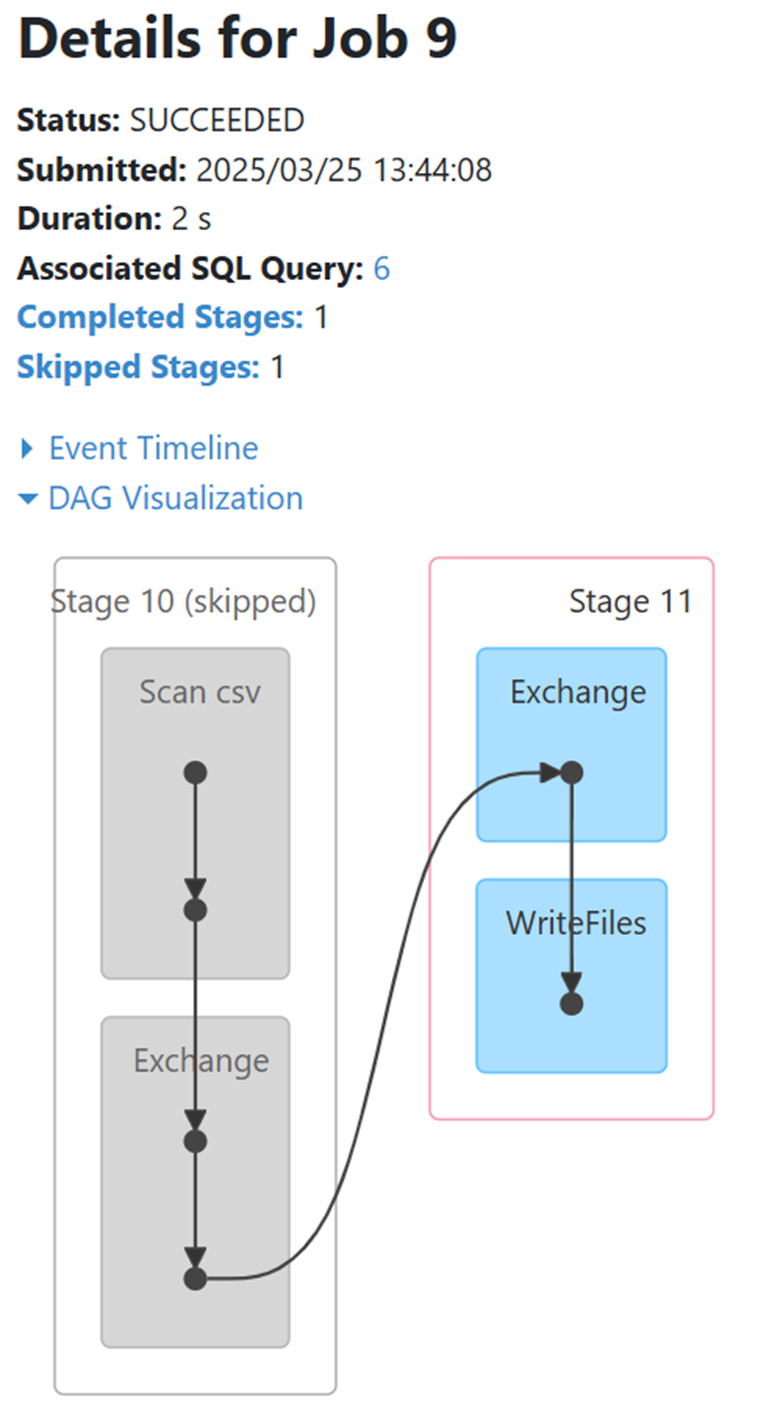 Details for Job 9
Status: SUCCEEDED
Submitted: 2025/03/25 13:44:08
Duration: 2 s
Associated SQL Query: 6
Completed Stages: 1
Skipped Stages: 1
Event Timeline
DAG Visualization
Stage 10 (skipped)
Scan csv
Exchange
Stage 11
Exchange
WriteFiles